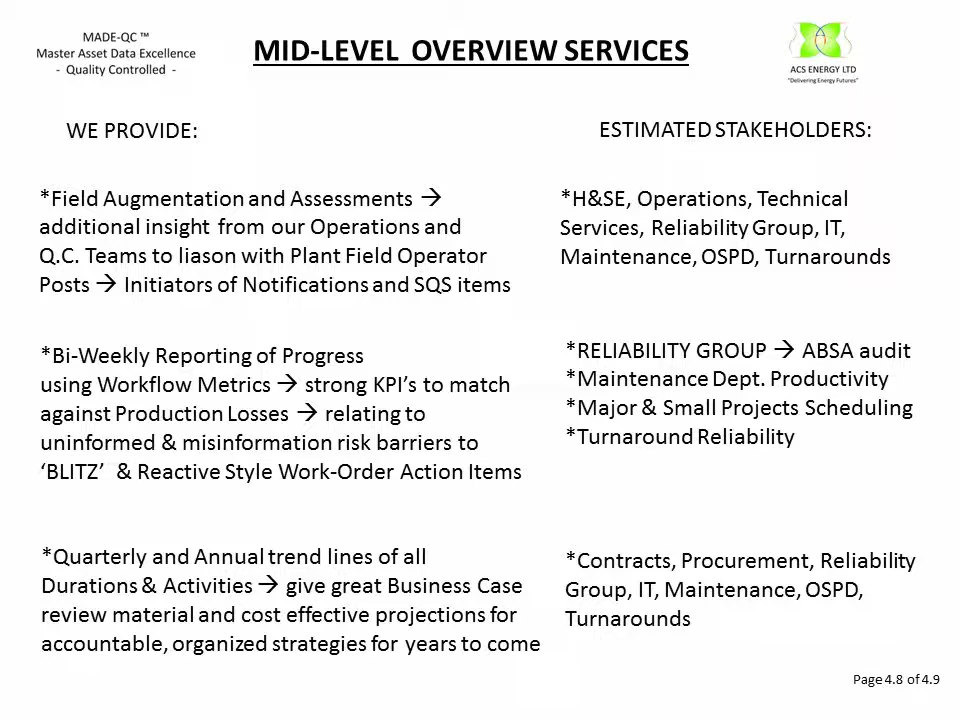 MADE-QC ™
Master Asset Data Excellence
- Quality Controlled -
MID-LEVEL OVERVIEW SERVICES
ACS ENERGY LTD
"Delivering Energy Futures"
WE PROVIDE:
ESTIMATED STAKEHOLDERS:
*Field Augmentation and Assessments →
additional insight from our Operations and
Q.C. Teams to liason with Plant Field Operator
Posts → Initiators of Notifications and SQS items
*H&SE, Operations, Technical
Services, Reliability Group, IT,
Maintenance, OSPD, Turnarounds
*Bi-Weekly Reporting of Progress
using Workflow Metrics → strong KPI's to match
against Production Losses → relating to
uninformed & misinformation risk barriers to
‘BLITZ’ & Reactive Style Work-Order Action Items
*RELIABILITY GROUP → ABSA audit
*Maintenance Dept. Productivity
*Major & Small Projects Scheduling
*Turnaround Reliability
*Quarterly and Annual trend lines of all
Durations & Activities → give great Business Case
review material and cost effective projections for
accountable, organized strategies for years to come
*Contracts, Procurement, Reliability
Group, IT, Maintenance, OSPD,
Turnarounds
Page 4.8 of 4.9